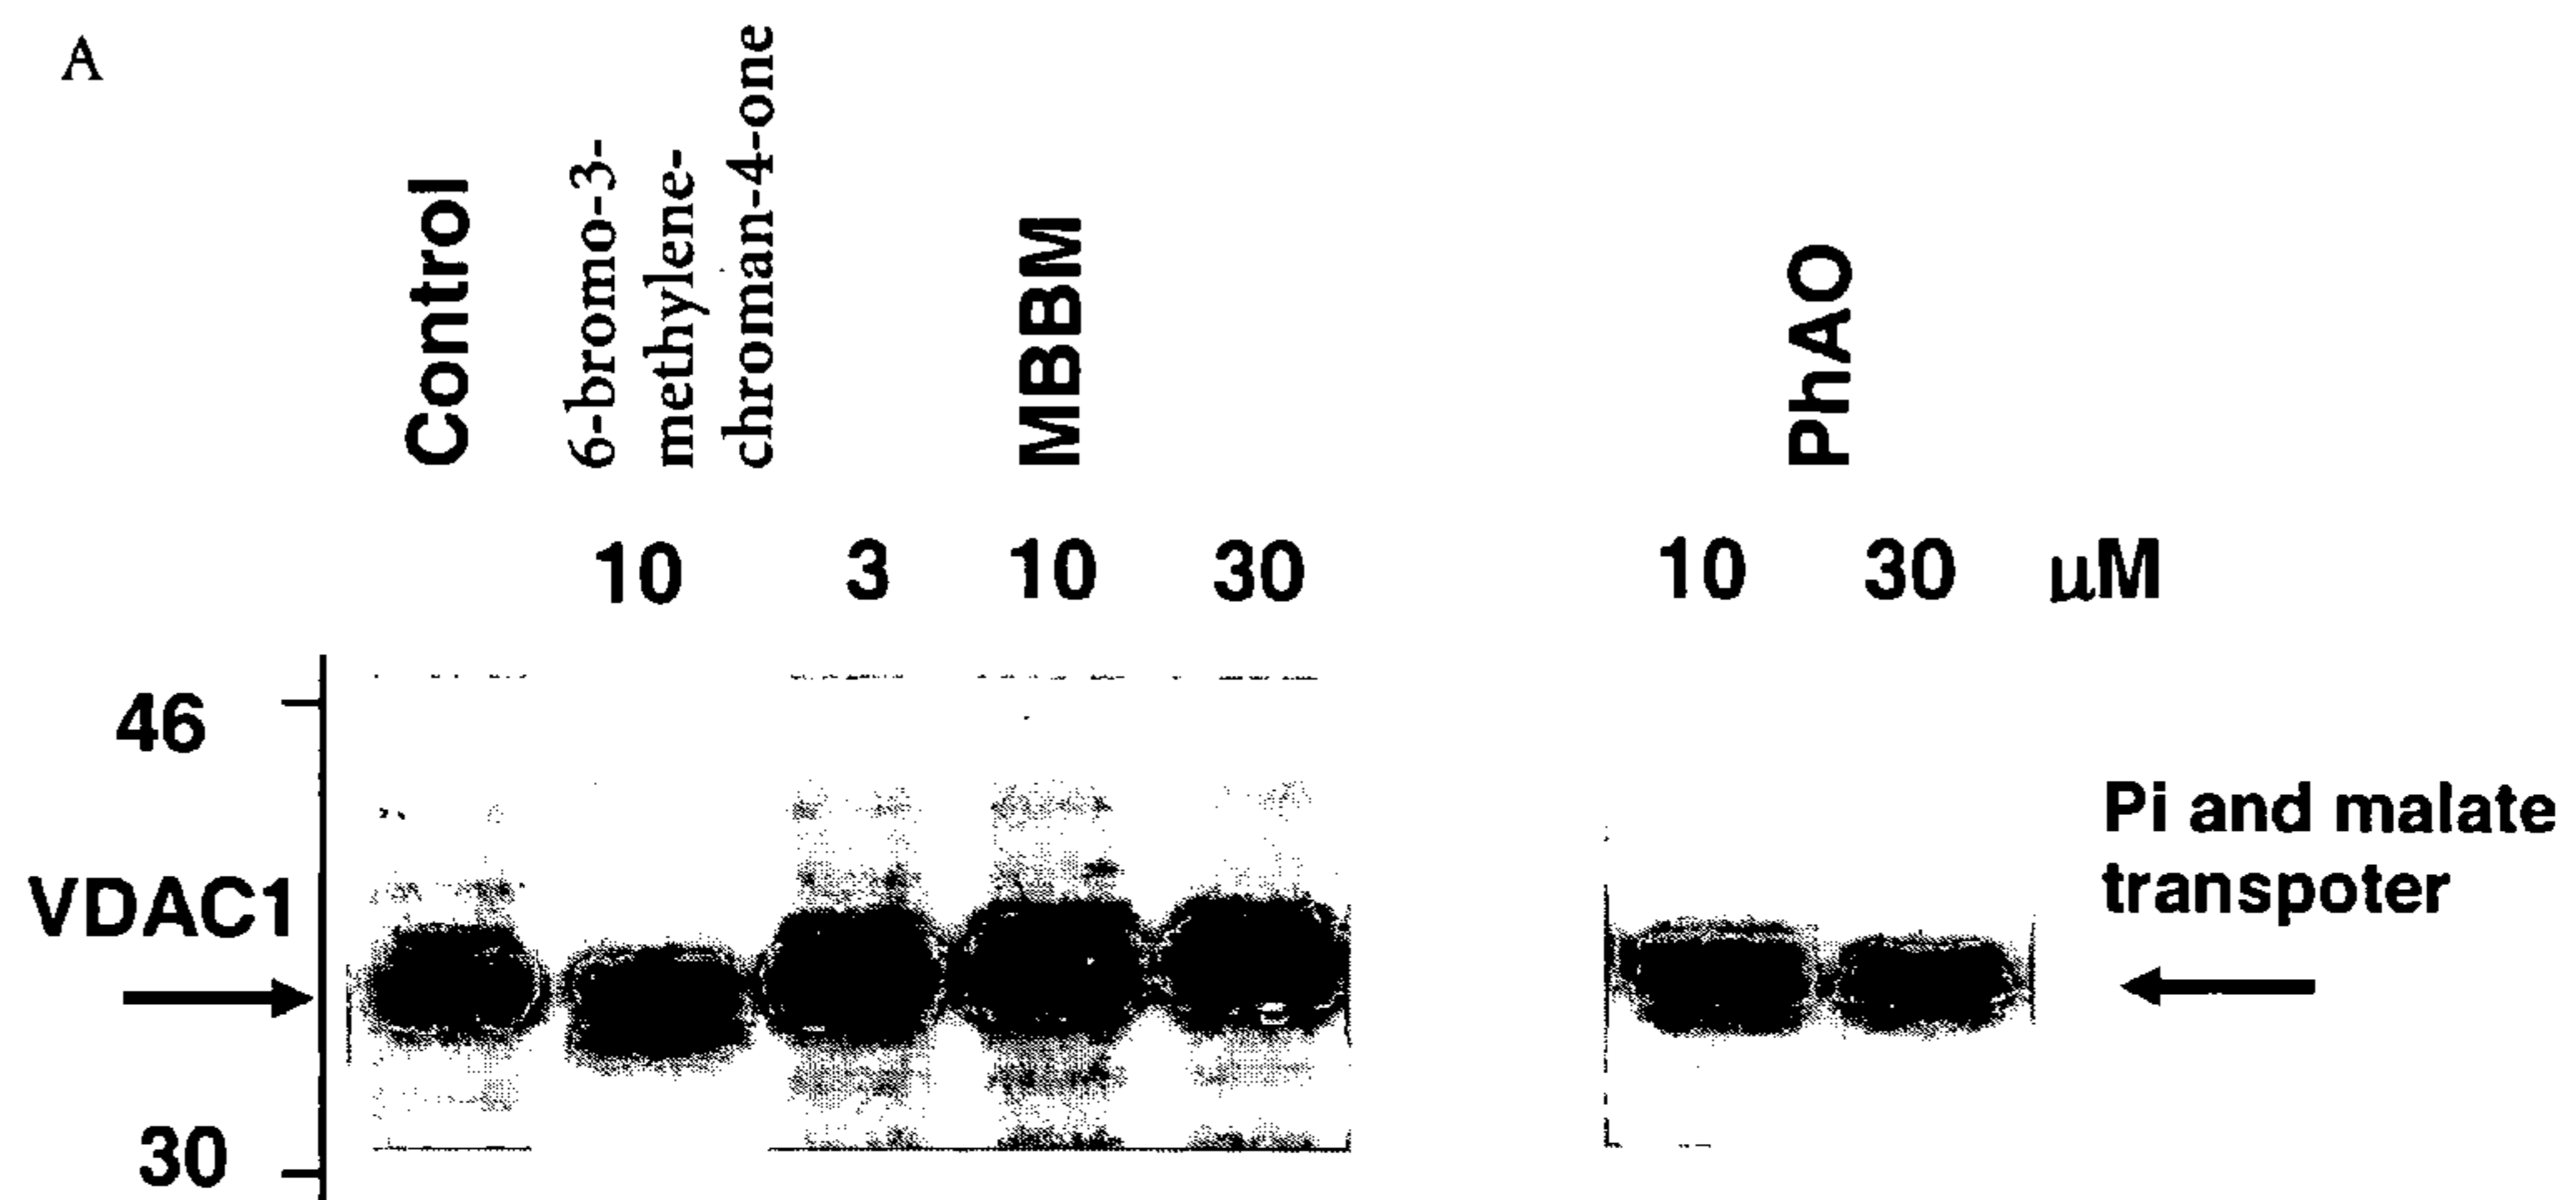 A
Control
6-bromo-3-
methylene-
chroman-4-one
MBBM
PhAO
10 3 10 30 10 30 µM
46
VDAC1
30
Pi and malate
transpoter